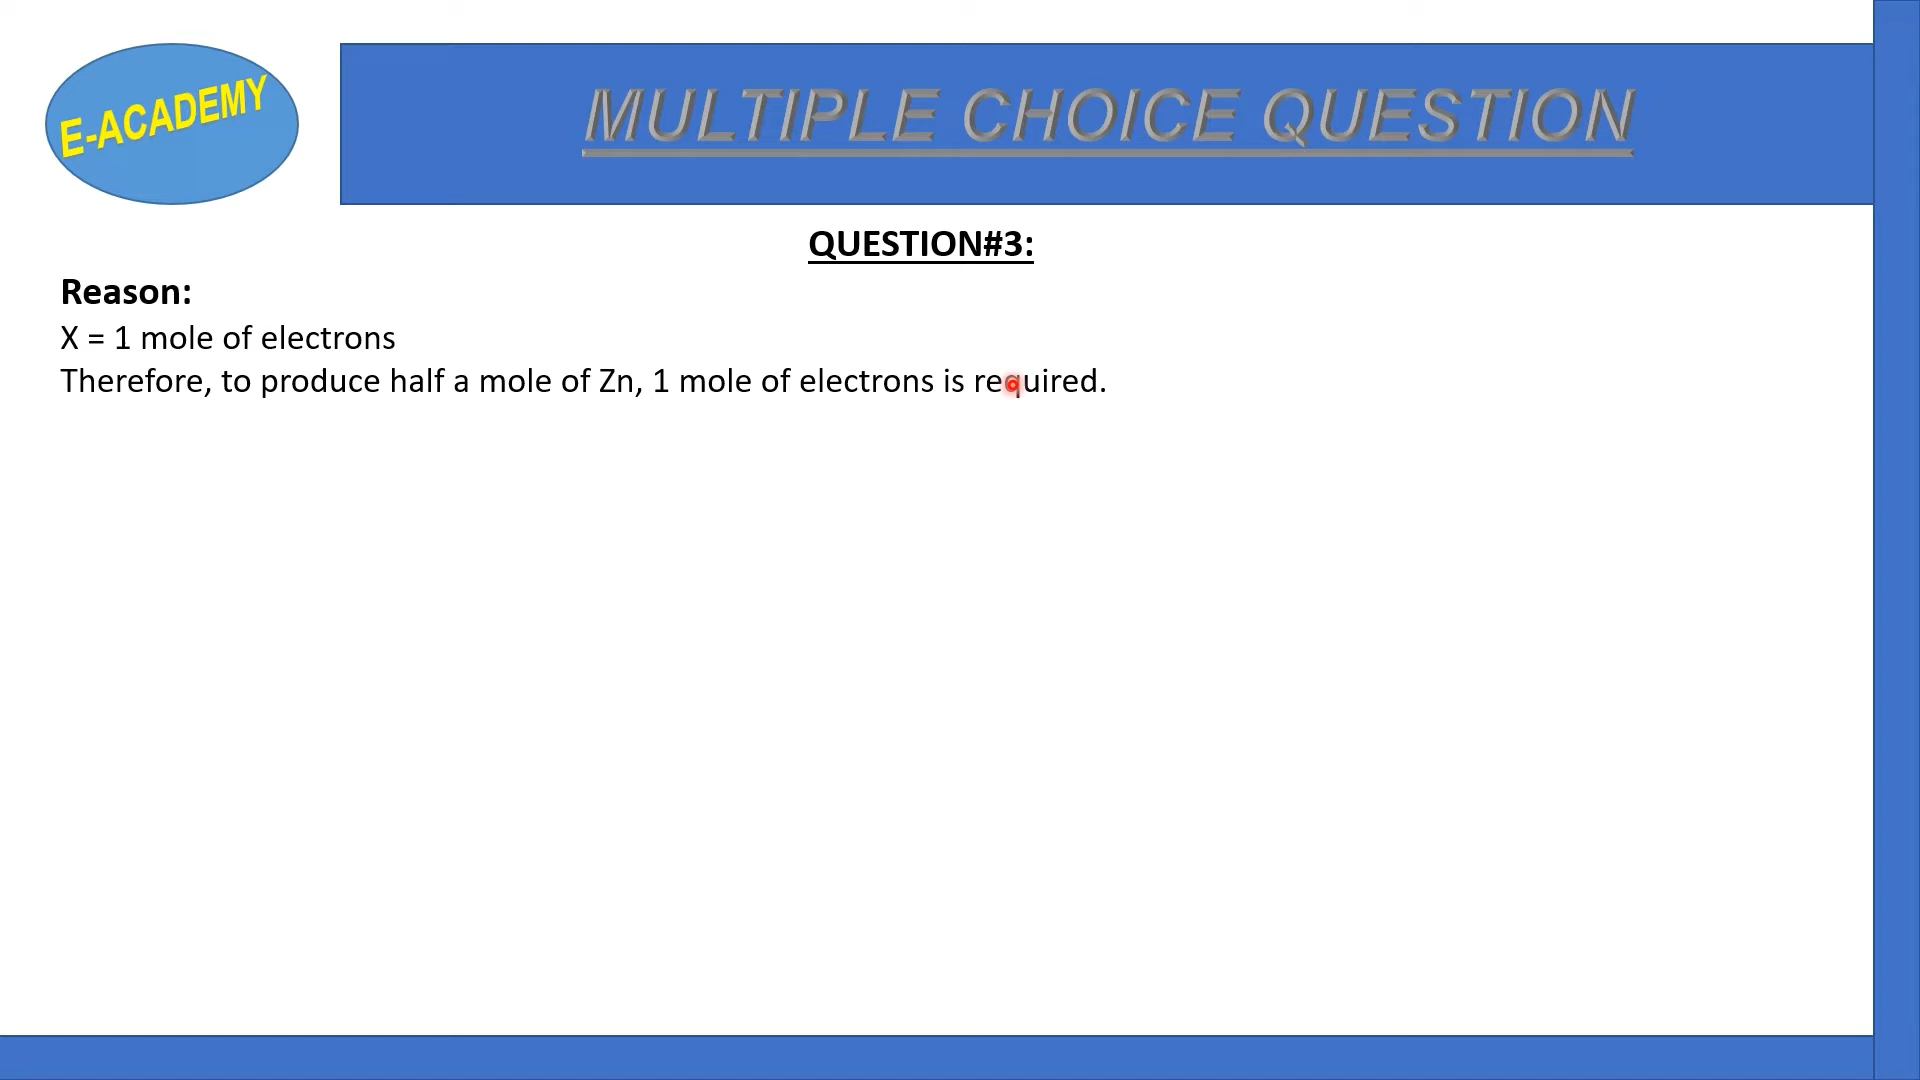 E-ACADEMY
MULTIPLE CHOICE QUESTION
QUESTION#3:
Reason:
X = 1 mole of electrons
Therefore, to produce half a mole of Zn, 1 mole of electrons is required.